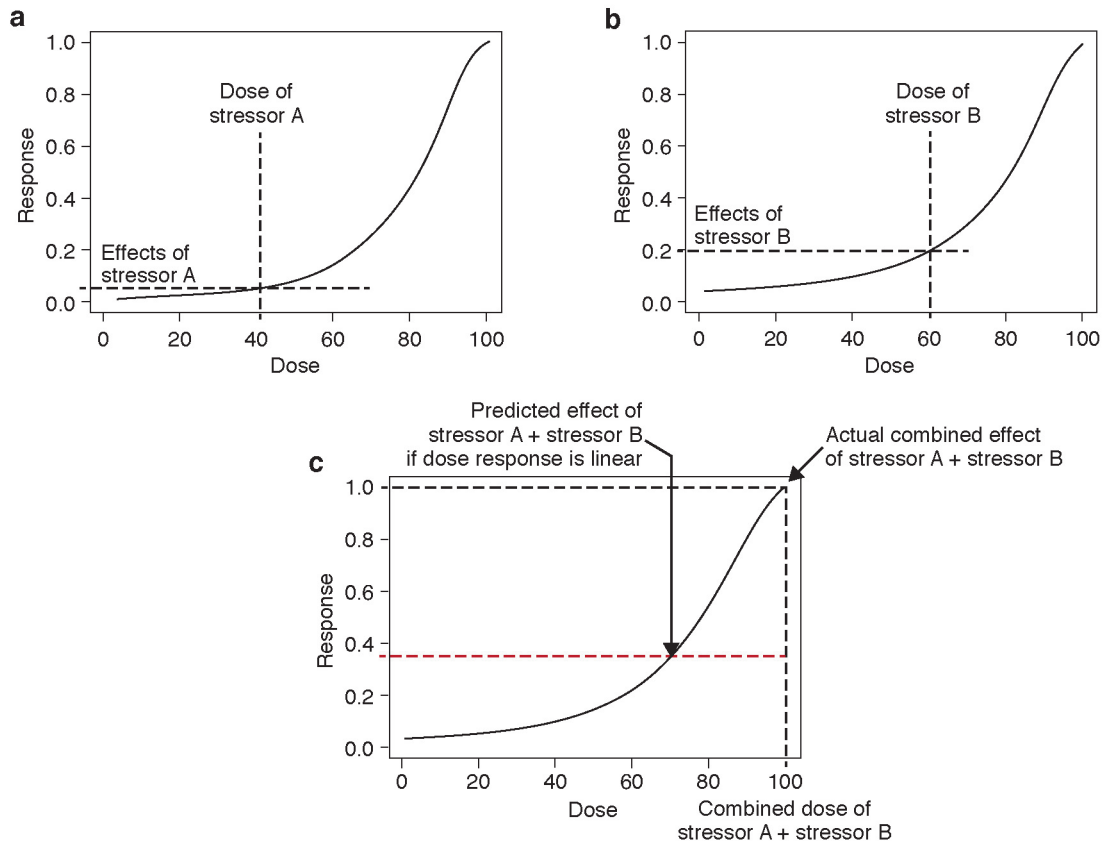 a
1.0
0.8
0.6
0.4
0.2
0.0
Response
Dose of
stressor A
Effects of
stressor A
0 20 40 60 80 100
Dose
b
1.0
0.8
0.6
0.4
0.2
0.0
Response
Dose of
stressor B
Effects of
stressor B
0 20 40 60 80 100
Dose
c
Predicted effect of
stressor A + stressor B
if dose response is linear
Actual combined effect
of stressor A + stressor B
1.0
0.8
0.6
0.4
0.2
0.0
Response
0 20 40 60 80 100
Dose
Combined dose of
stressor A + stressor B